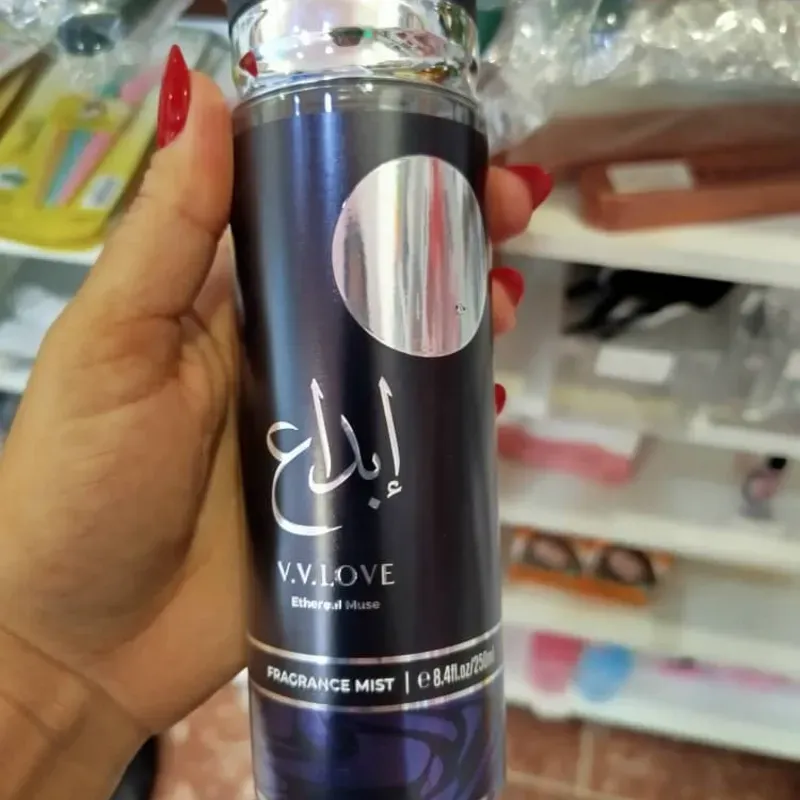 إبداع
V.V.LOVE
Ethereal Muse
FRAGRANCE MIST | e 8.4fl.oz/250ml